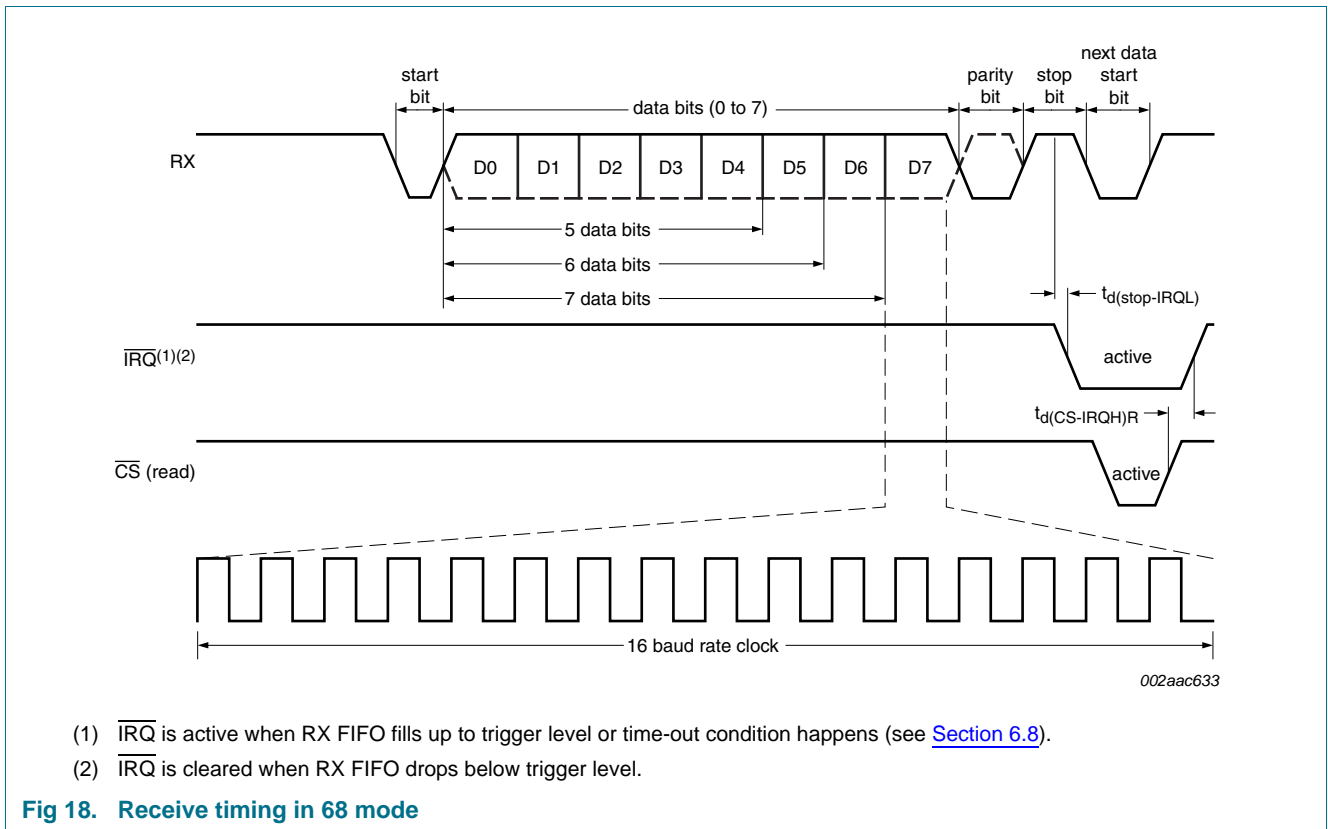 start
bit
data bits (0 to 7)
parity
bit
stop
bit
next data
start
bit
RX
D0 D1 D2 D3 D4 D5 D6 D7
5 data bits
6 data bits
7 data bits
td(stop-IRQL)
IRQ(1)(2)
active
td(CS-IRQH)R
CS (read)
active
16 baud rate clock
002aac633
(1) IRQ is active when RX FIFO fills up to trigger level or time-out condition happens (see Section 6.8).
(2) IRQ is cleared when RX FIFO drops below trigger level.
Fig 18. Receive timing in 68 mode